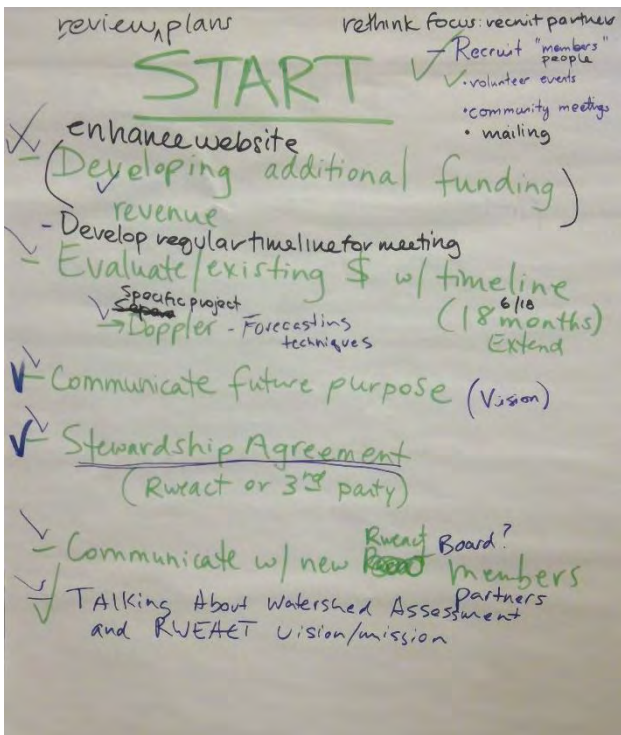 review ^ plans
rethink focus: recruit partners
- Recruit "members"
people
• volunteer events
• community meetings
• mailing
START
enhance website
- Developing additional funding
revenue
- Develop regular timeline for meeting
- Evaluate/existing $ w/ timeline
(18 months)
6/18
Extend
Specific project
→ Doppler - Forecasting
techniques
- Communicate future purpose (Vision)
- Stewardship Agreement
(Rweact or 3rd party)
- Communicate w/ new Rweact Board?
members
partners
- TALKing About Watershed Assessment
and RWEAET Vision/mission